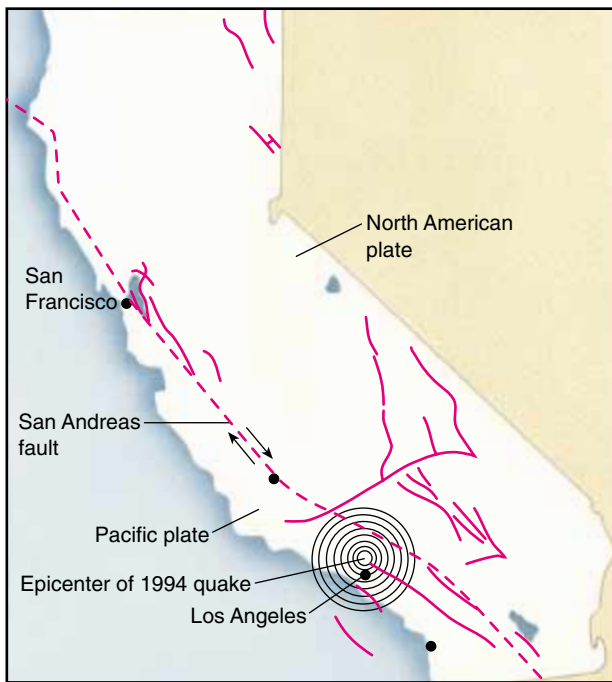 North American
plate
San
Francisco
San Andreas
fault
Pacific plate
Epicenter of 1994 quake
Los Angeles